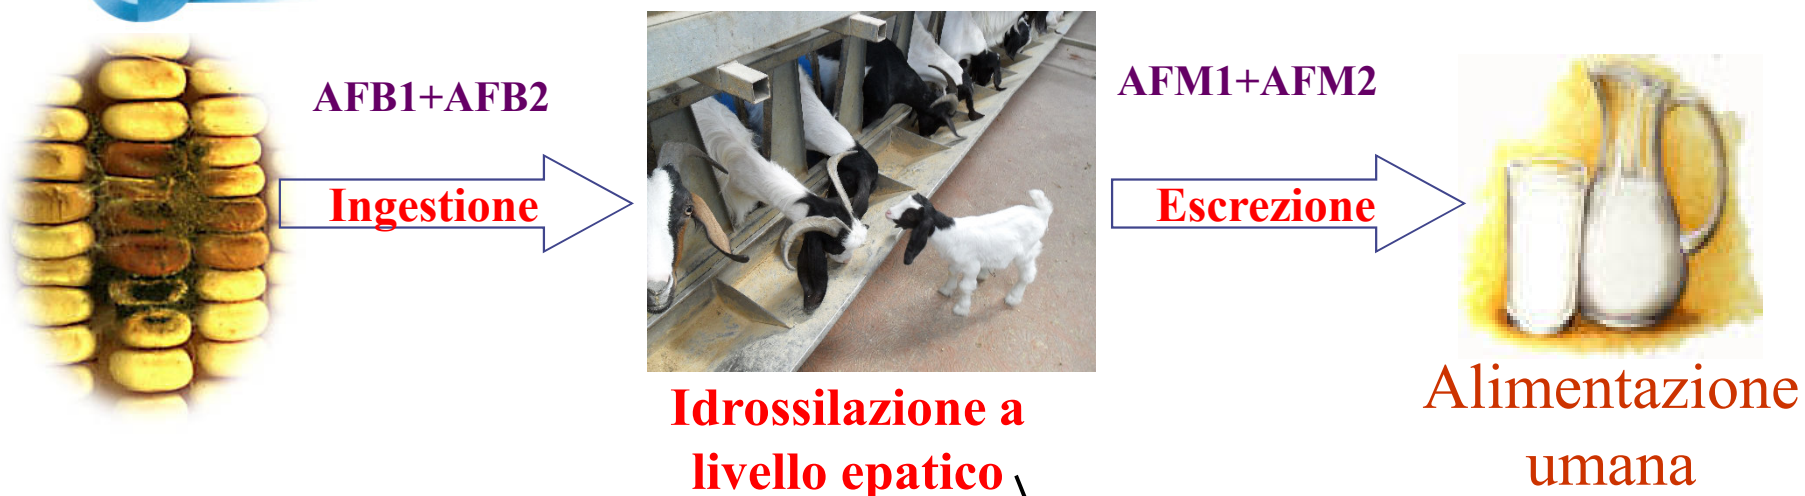 AFB1+AFB2
Ingestione
AFM1+AFM2
Escrezione
Idrossilazione a
livello epatico
Alimentazione
umana